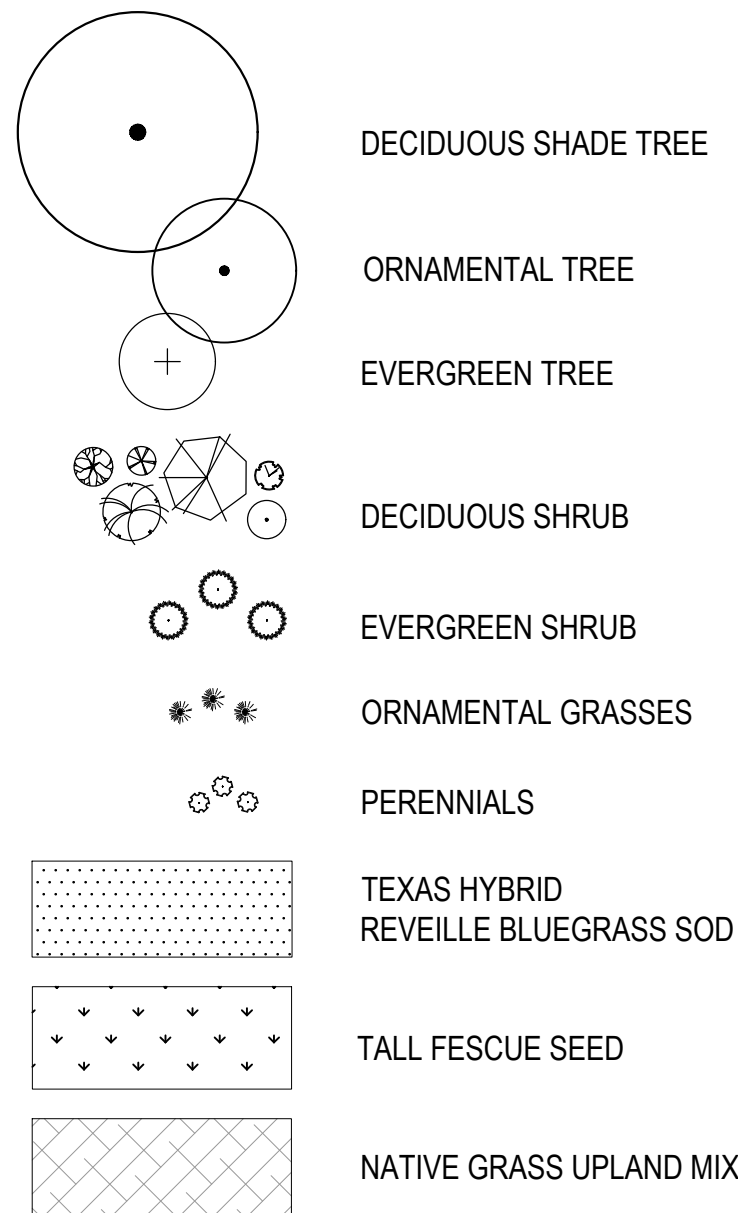 DECIDUOUS SHADE TREE
ORNAMENTAL TREE
EVERGREEN TREE
DECIDUOUS SHRUB
EVERGREEN SHRUB
ORNAMENTAL GRASSES
PERENNIALS
TEXAS HYBRID
REVEILLE BLUEGRASS SOD
TALL FESCUE SEED
NATIVE GRASS UPLAND MIX